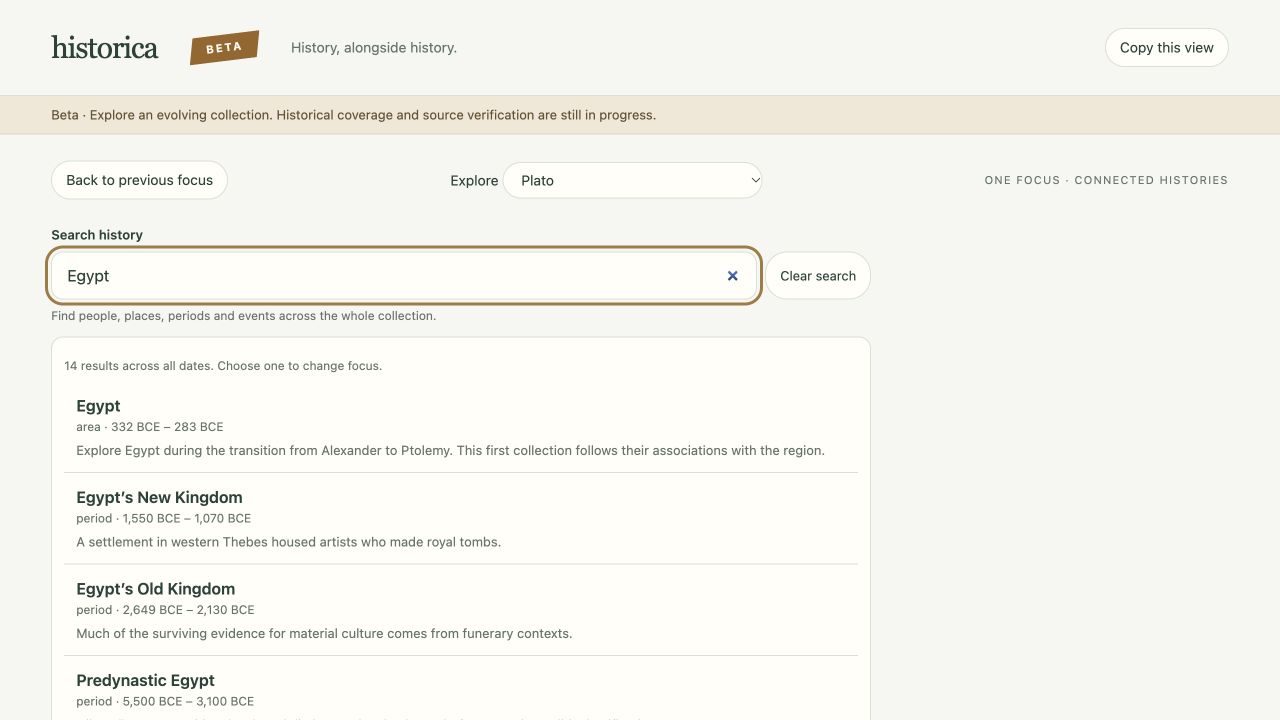 historica
BETA
History, alongside history.
Copy this view
Beta · Explore an evolving collection. Historical coverage and source verification are still in progress.
Back to previous focus
Explore
Plato
ONE FOCUS · CONNECTED HISTORIES
Search history
Egypt
Clear search
Find people, places, periods and events across the whole collection.
14 results across all dates. Choose one to change focus.
Egypt
area · 332 BCE – 283 BCE
Explore Egypt during the transition from Alexander to Ptolemy. This first collection follows their associations with the region.
Egypt’s New Kingdom
period · 1,550 BCE – 1,070 BCE
A settlement in western Thebes housed artists who made royal tombs.
Egypt’s Old Kingdom
period · 2,649 BCE – 2,130 BCE
Much of the surviving evidence for material culture comes from funerary contexts.
Predynastic Egypt
period · 5,500 BCE – 3,100 BCE